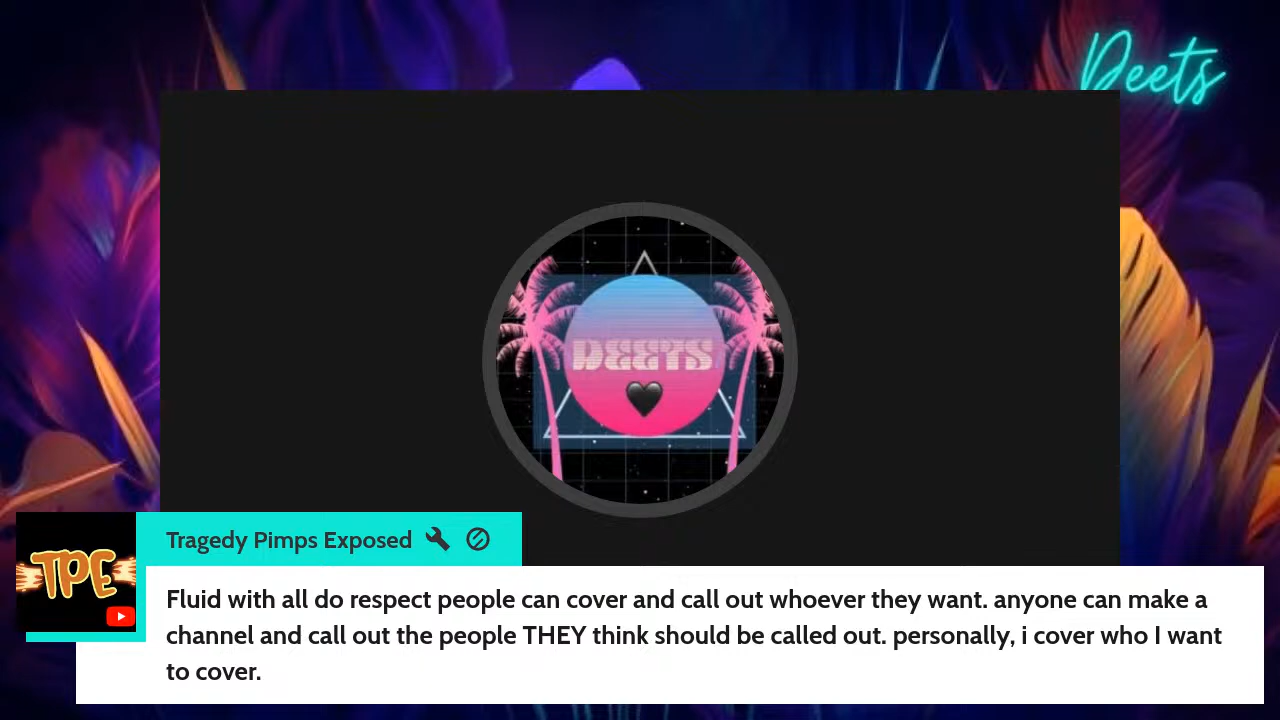 Deets
DEETS
Tragedy Pimps Exposed
TPE
Fluid with all do respect people can cover and call out whoever they want. anyone can make a
channel and call out the people THEY think should be called out. personally, i cover who I want
to cover.